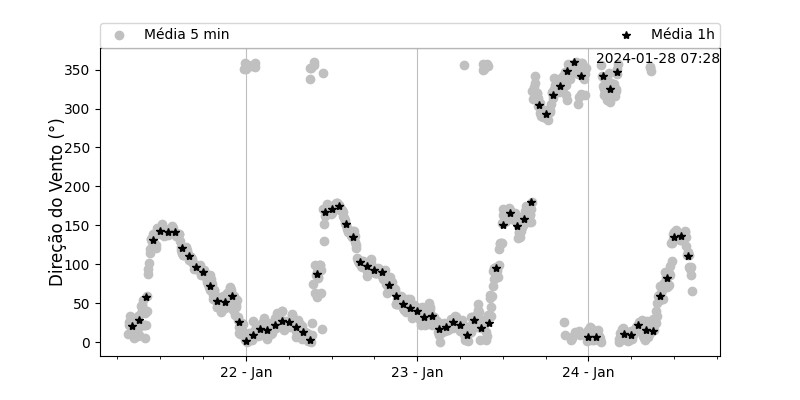 Média 5 min
Média 1h
2024-01-28 07:28
Direção do Vento (°)
350
300
250
200
150
100
50
0
22 - Jan
23 - Jan
24 - Jan